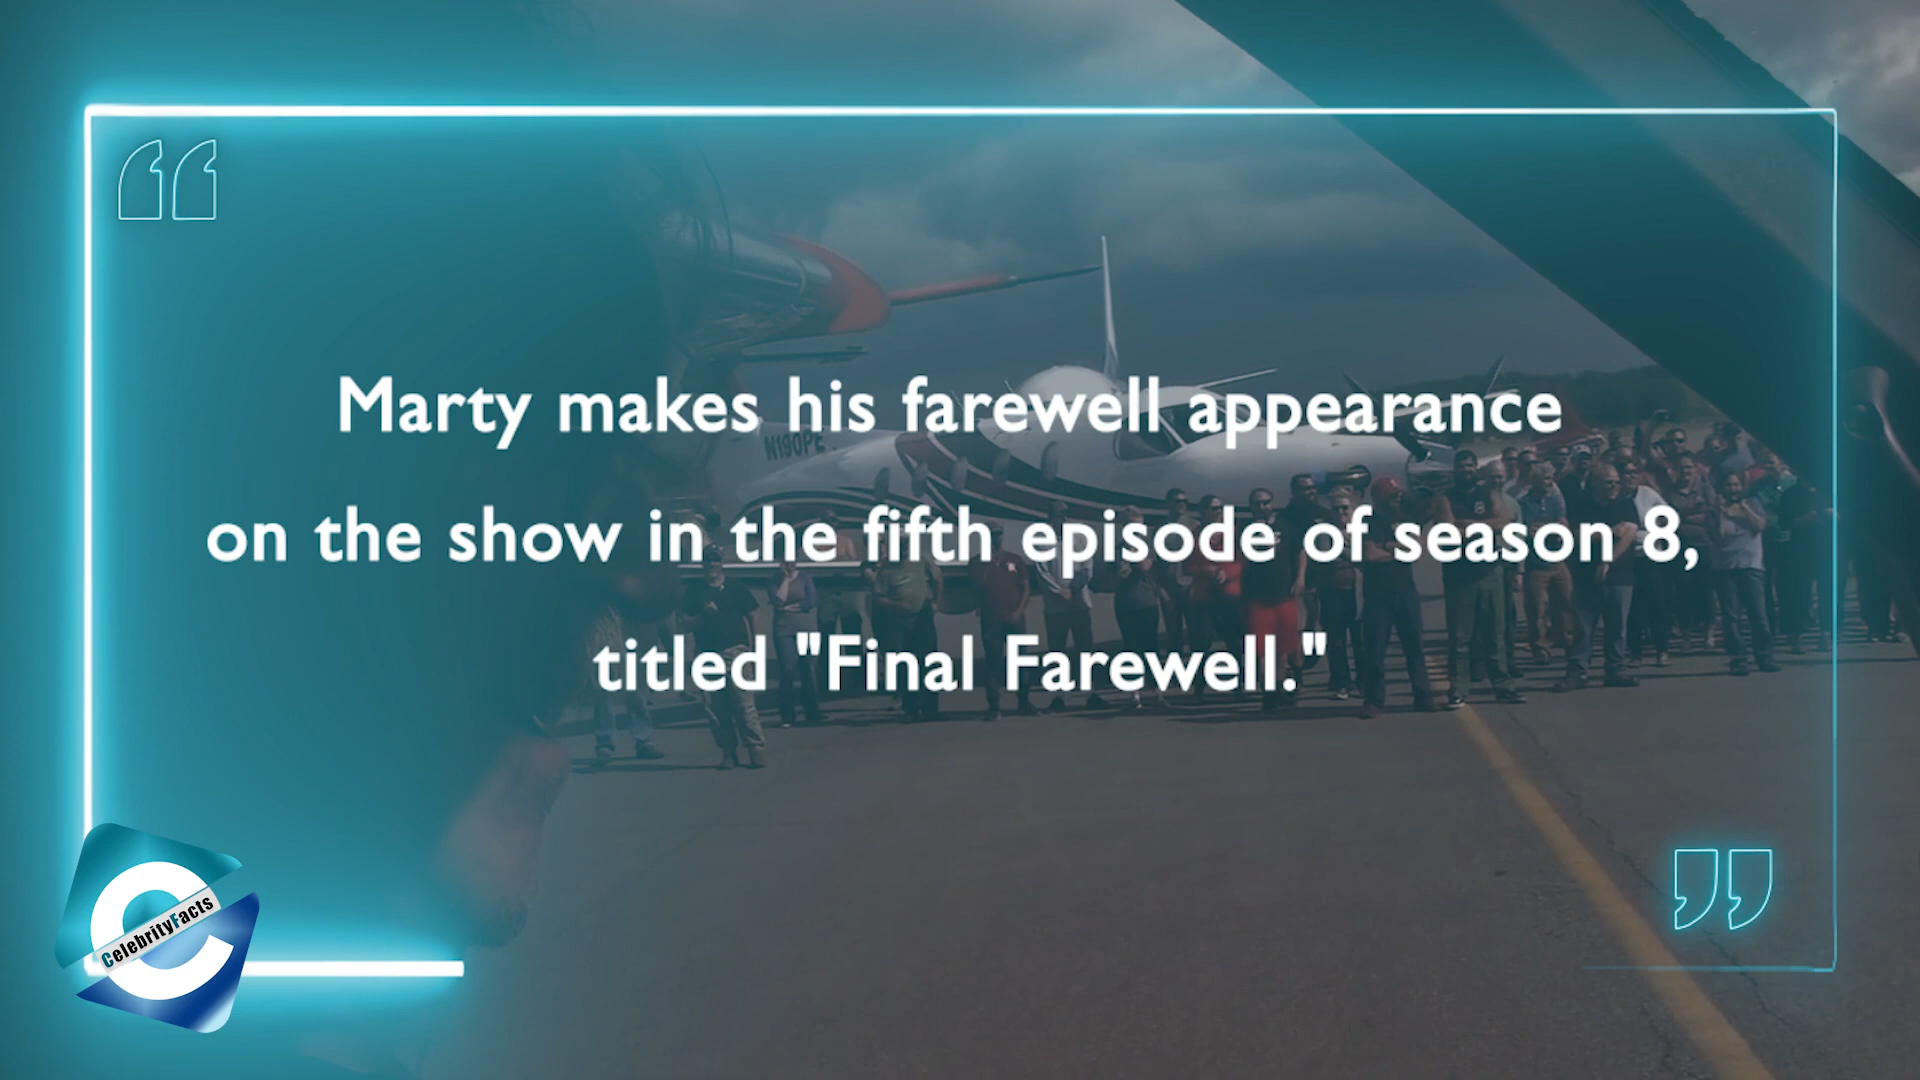 Marty makes his farewell appearance
on the show in the fifth episode of season 8,
titled "Final Farewell."
N190PE
CelebrityFacts